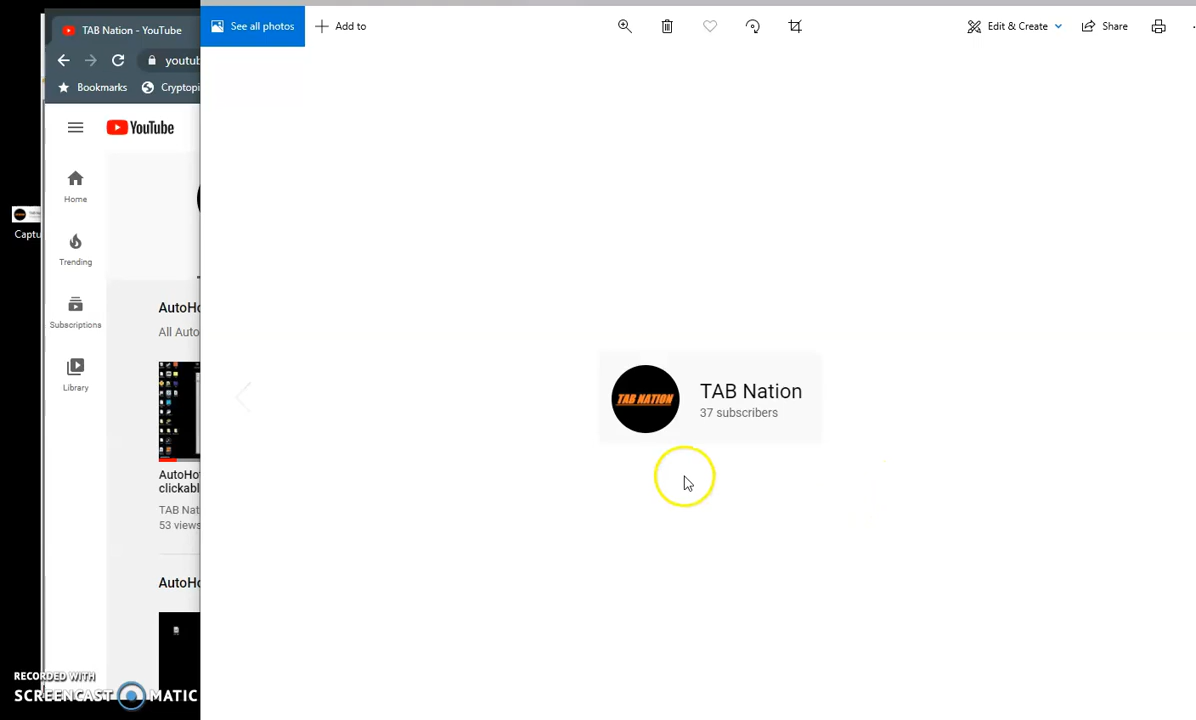 TAB Nation - YouTube
See all photos
Add to
Edit & Create
Share
youtub
Bookmarks
Cryptopi
YouTube
Home
Trending
Subscriptions
Library
Captu
AutoHo
All Auto
AutoHot
clickabl
TAB Nat
53 views
AutoHo
TAB NATION
TAB Nation
37 subscribers
RECORDED WITH
SCREENCAST MATIC